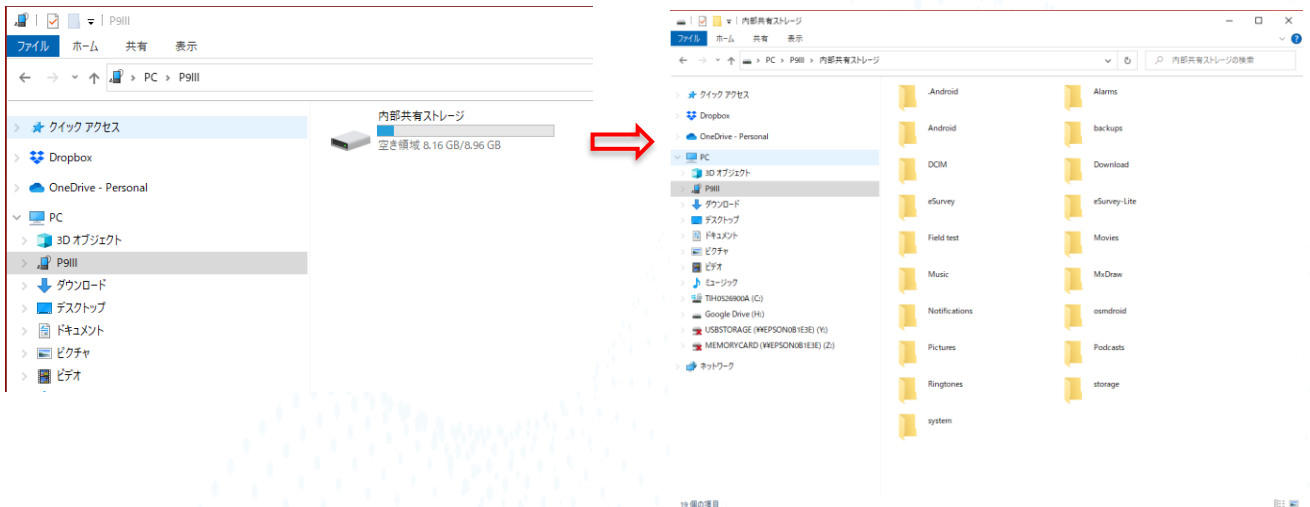 P9III
ファイル ホーム 共有 表示
PC > P9III
クイック アクセス
Dropbox
OneDrive - Personal
PC
3D オブジェクト
P9III
ダウンロード
デスクトップ
ドキュメント
ピクチャ
ビデオ
内部共有ストレージ
空き領域 8.16 GB/8.96 GB
内部共有ストレージ
ファイル ホーム 共有 表示
PC > P9III > 内部共有ストレージ
内部共有ストレージの検索
クイック アクセス
Dropbox
OneDrive - Personal
PC
3D オブジェクト
P9III
ダウンロード
デスクトップ
ドキュメント
ピクチャ
ビデオ
ミュージック
TIH0526900A (C:)
Google Drive (H:)
USBSTORAGE (¥¥EPSON0B1E3E) (Y:)
MEMORYCARD (¥¥EPSON0B1E3E) (Z:)
ネットワーク
.Android Alarms
Android backups
DCIM Download
eSurvey eSurvey-Lite
Field test Movies
Music MxDraw
Notifications osmdroid
Pictures Podcasts
Ringtones storage
system
19 個の項目